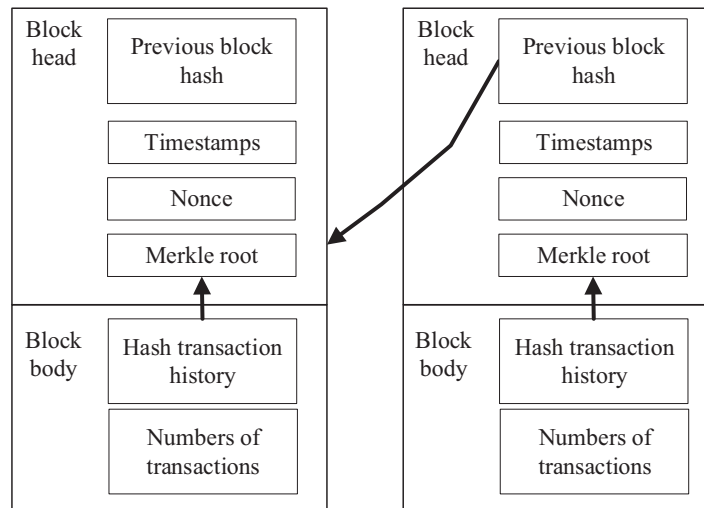 Block
head
Previous block
hash
Timestamps
Nonce
Merkle root
Block
body
Hash transaction
history
Numbers of
transactions
Block
head
Previous block
hash
Timestamps
Nonce
Merkle root
Block
body
Hash transaction
history
Numbers of
transactions